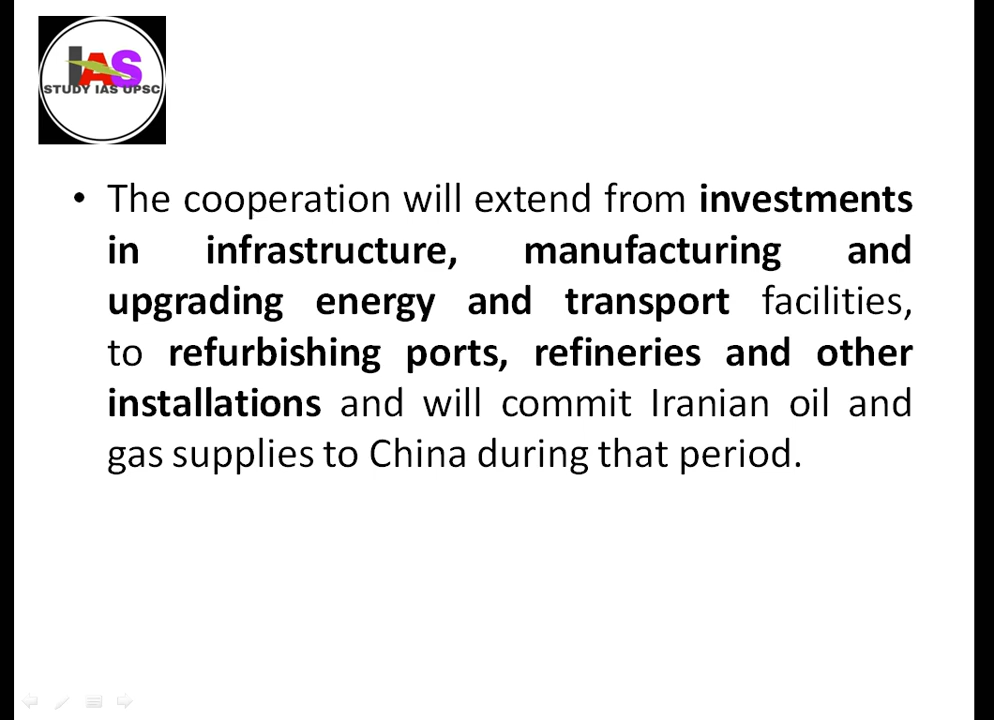 IAS
STUDY IAS UPSC
• The cooperation will extend from investments
in infrastructure, manufacturing and
upgrading energy and transport facilities,
to refurbishing ports, refineries and other
installations and will commit Iranian oil and
gas supplies to China during that period.